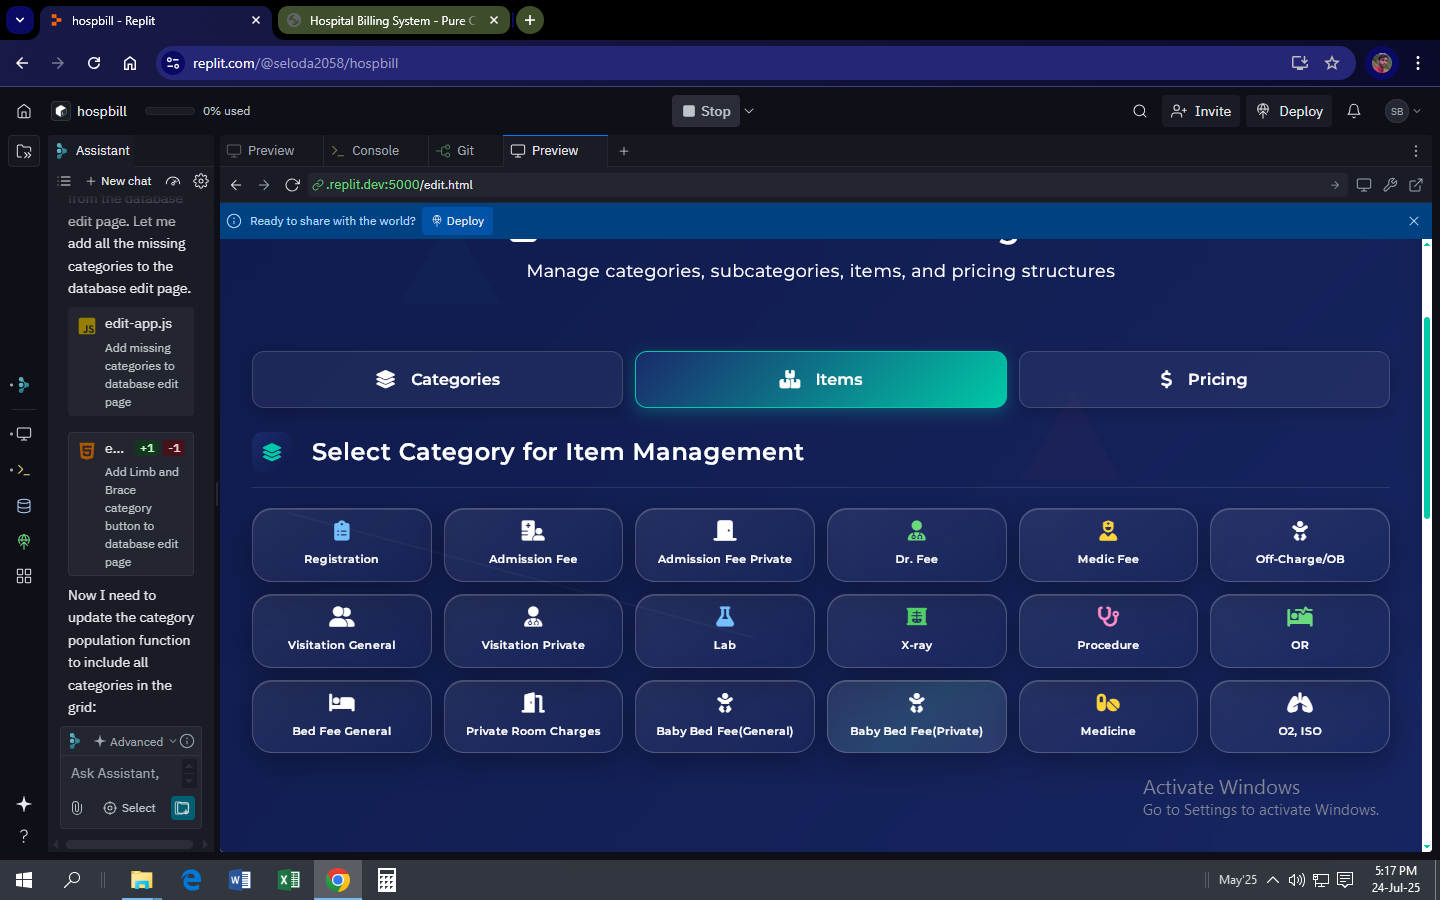 hospbill - Replit
Hospital Billing System - Pure C
replit.com/@seloda2058/hospbill
hospbill
0% used
Stop
Invite
Deploy
SB
Assistant
Preview
Console
Git
Preview
New chat
.replit.dev:5000/edit.html
from the database
edit page. Let me
add all the missing
categories to the
database edit page.
Ready to share with the world?
Deploy
Manage categories, subcategories, items, and pricing structures
JS
edit-app.js
Add missing
categories to
database edit
page
Categories
Items
Pricing
e... +1 -1
Add Limb and
Brace
category
button to
database edit
page
Select Category for Item Management
Registration
Admission Fee
Admission Fee Private
Dr. Fee
Medic Fee
Off-Charge/OB
Visitation General
Visitation Private
Lab
X-ray
Procedure
OR
Bed Fee General
Private Room Charges
Baby Bed Fee(General)
Baby Bed Fee(Private)
Medicine
O2, ISO
Now I need to
update the category
population function
to include all
categories in the
grid:
Advanced
Ask Assistant,
Select
Activate Windows
Go to Settings to activate Windows.
May'25
5:17 PM
24-Jul-25